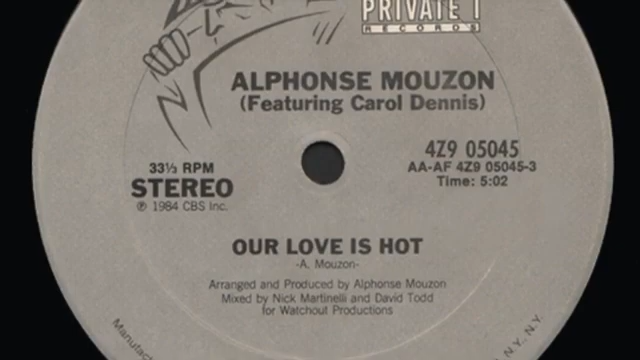 PRIVATE I
RECORDS
ALPHONSE MOUZON
(Featuring Carol Dennis)
4Z9 05045
AA-AF 4Z9 05045-3
Time: 5:02
33⅓ RPM
STEREO
℗ 1984 CBS Inc.
OUR LOVE IS HOT
-A. Mouzon-
Arranged and Produced by Alphonse Mouzon
Mixed by Nick Martinelli and David Todd
for Watchout Productions
N.Y., N.Y.